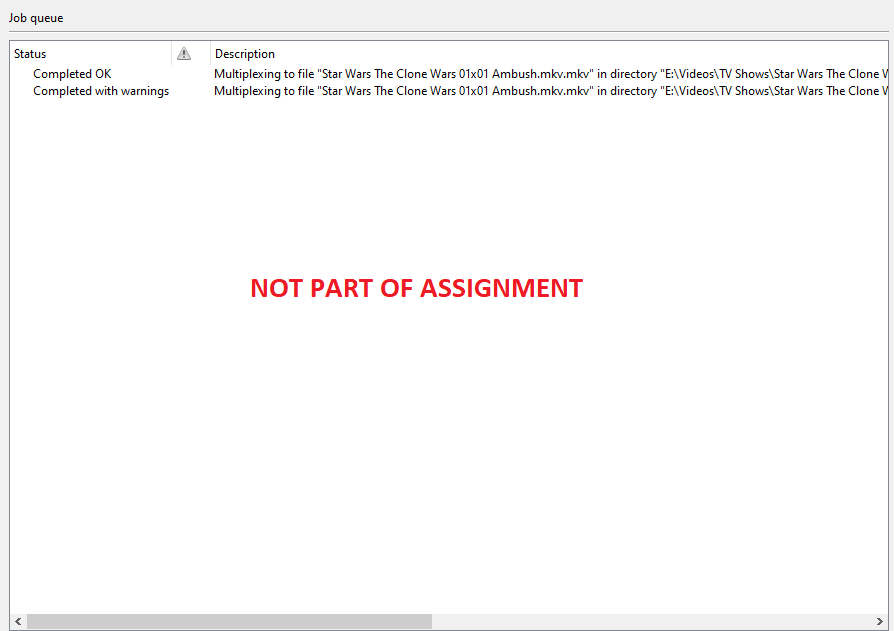 Job queue
Status Description
Completed OK Multiplexing to file "Star Wars The Clone Wars 01x01 Ambush.mkv.mkv" in directory "E:\Videos\TV Shows\Star Wars The Clone W
Completed with warnings Multiplexing to file "Star Wars The Clone Wars 01x01 Ambush.mkv.mkv" in directory "E:\Videos\TV Shows\Star Wars The Clone W
NOT PART OF ASSIGNMENT